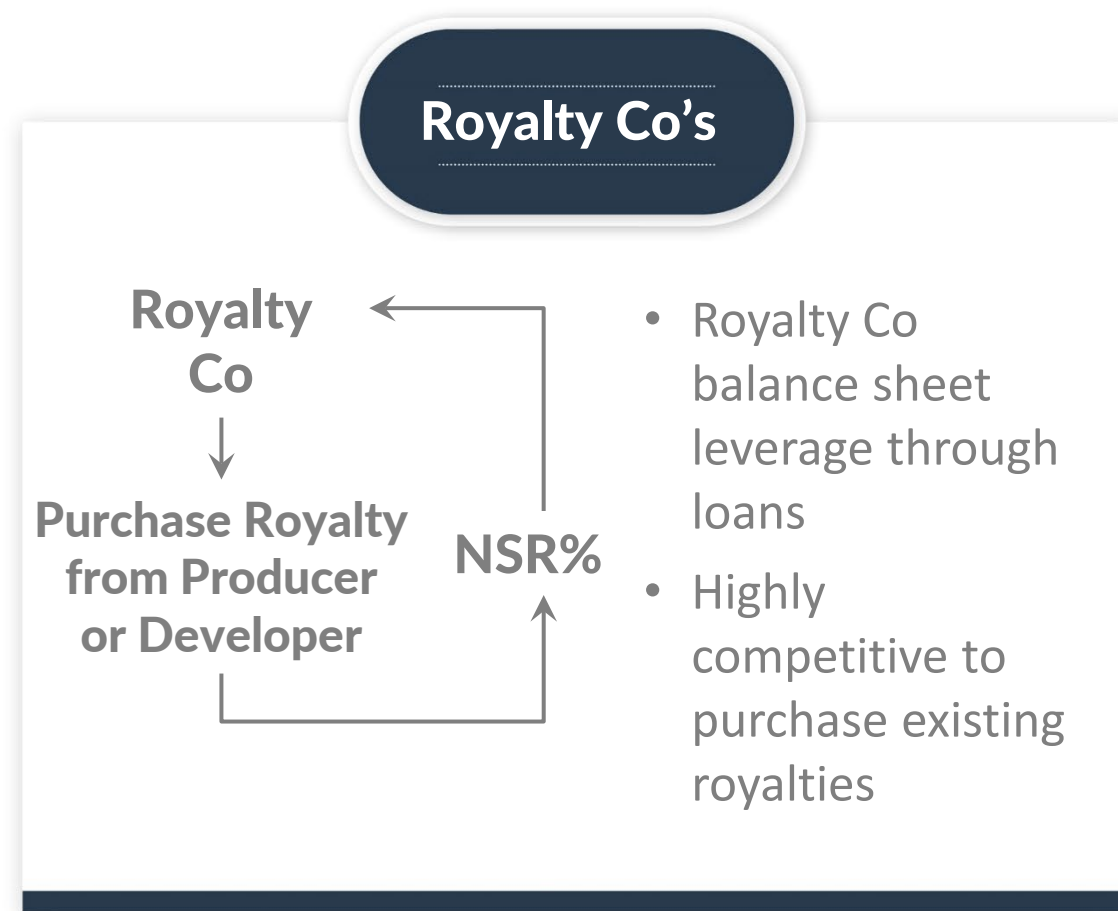 Royalty Co’s
Royalty
Co
Purchase Royalty
from Producer
or Developer
NSR%
• Royalty Co
balance sheet
leverage through
loans
• Highly
competitive to
purchase existing
royalties